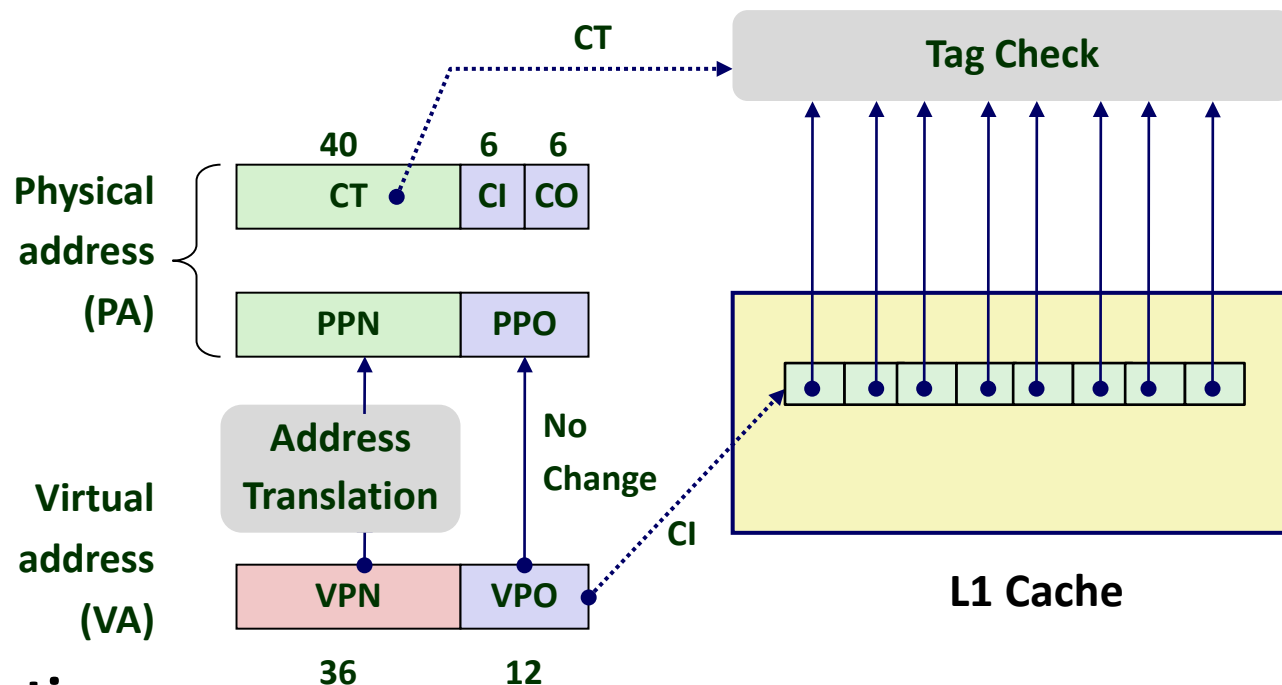 CT
Tag Check
40 6 6
CT CI CO
Physical
address
(PA)
PPN PPO
Address
Translation
No
Change
Virtual
address
(VA)
CI
VPN VPO
L1 Cache
36 12